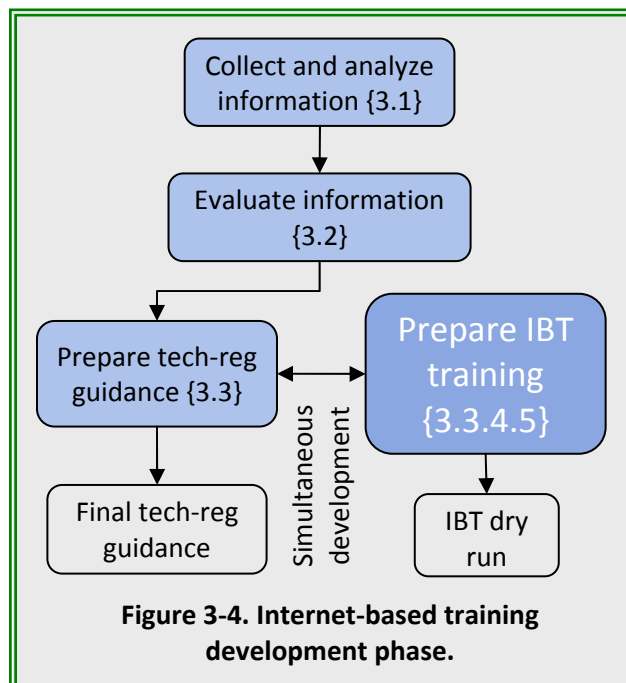 Collect and analyze
information {3.1}
Evaluate information
{3.2}
Prepare tech-reg
guidance {3.3}
Prepare IBT
training
{3.3.4.5}
Simultaneous
development
Final tech-reg
guidance
IBT dry
run
Figure 3-4. Internet-based training
development phase.